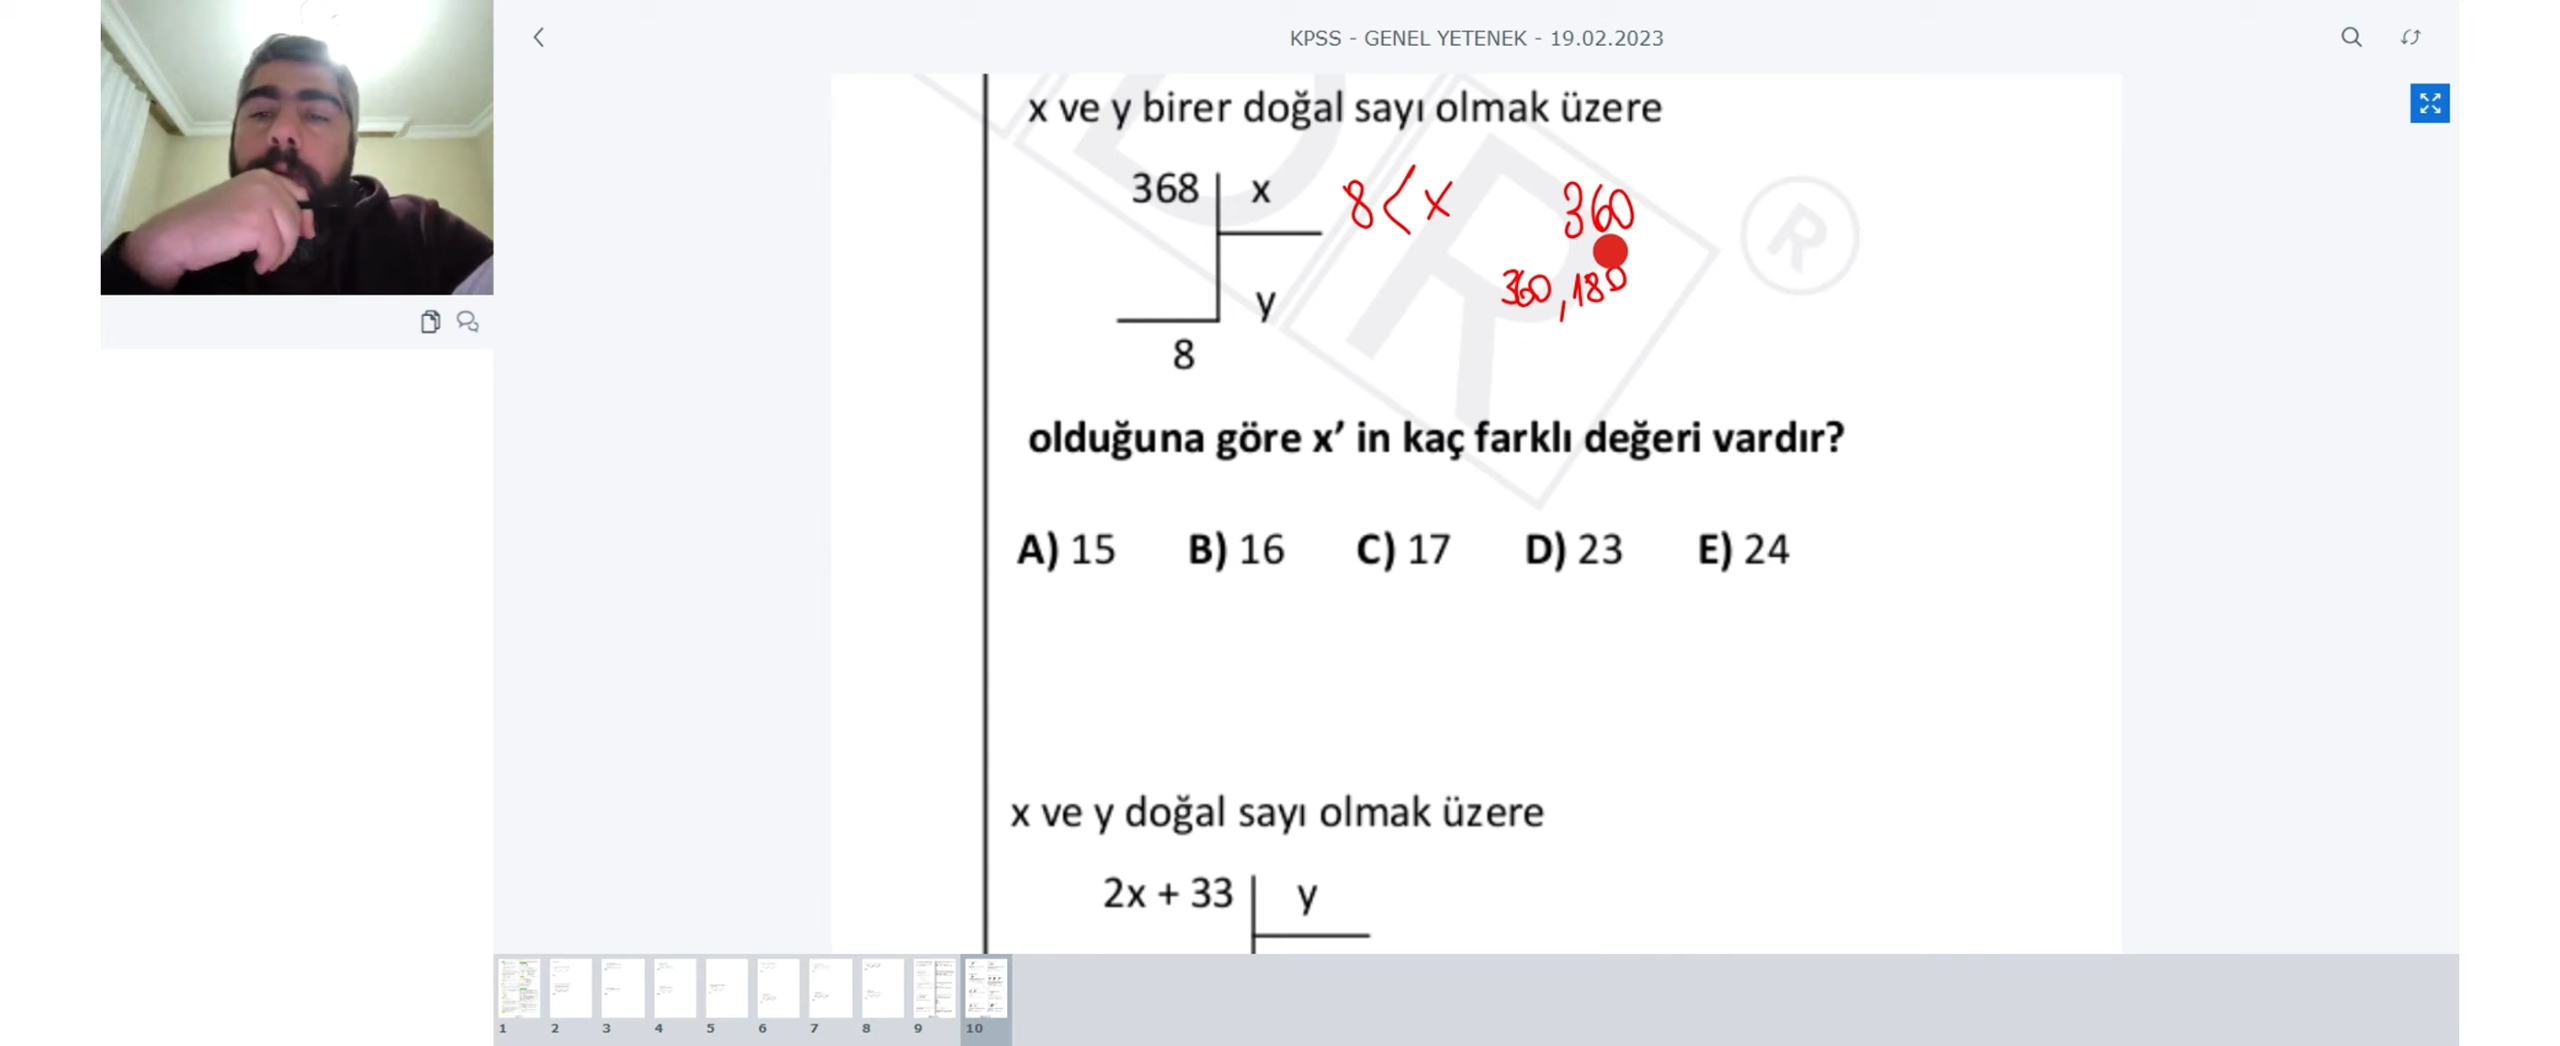 KPSS - GENEL YETENEK - 19.02.2023
x ve y birer doğal sayı olmak üzere
368 x 8<x 360
360,180
y
8
olduğuna göre x' in kaç farklı değeri vardır?
A) 15 B) 16 C) 17 D) 23 E) 24
x ve y doğal sayı olmak üzere
2x + 33 y
1 2 3 4 5 6 7 8 9 10
R
®